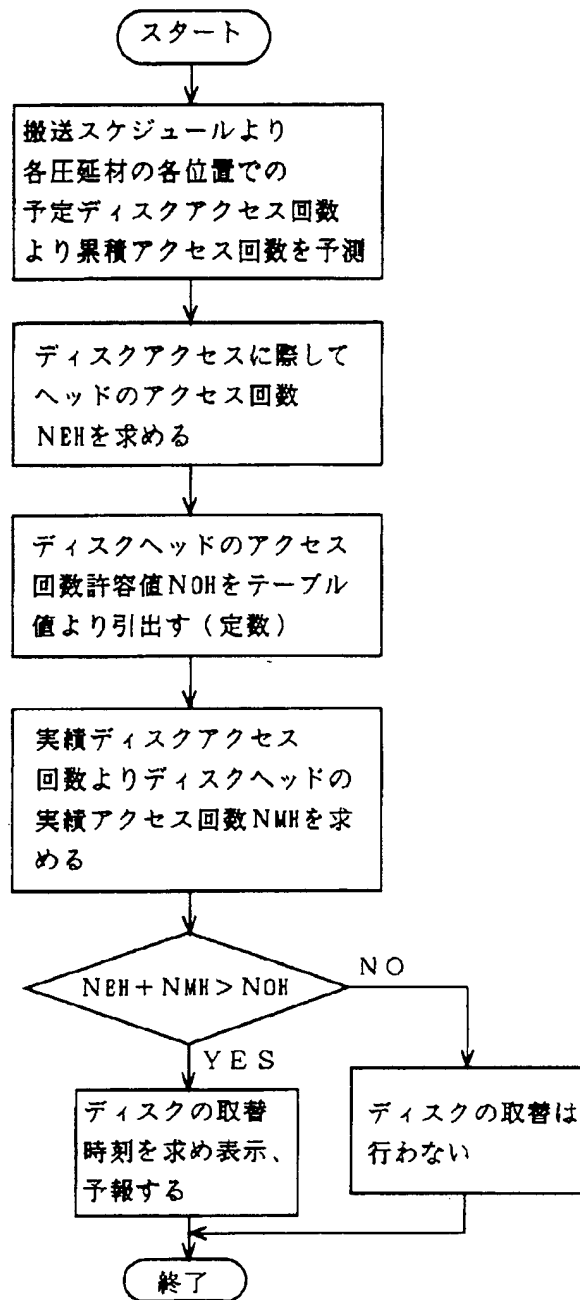 スタート
搬送スケジュールより
各圧延材の各位置での
予定ディスクアクセス回数
より累積アクセス回数を予測
ディスクアクセスに際して
ヘッドのアクセス回数
NEHを求める
ディスクヘッドのアクセス
回数許容値NOHをテーブル
値より引出す(定数)
実績ディスクアクセス
回数よりディスクヘッドの
実績アクセス回数NMHを求
める
NEH+NMH>NOH
NO
YES
ディスクの取替
時刻を求め表示、
予報する
ディスクの取替は
行わない
終了